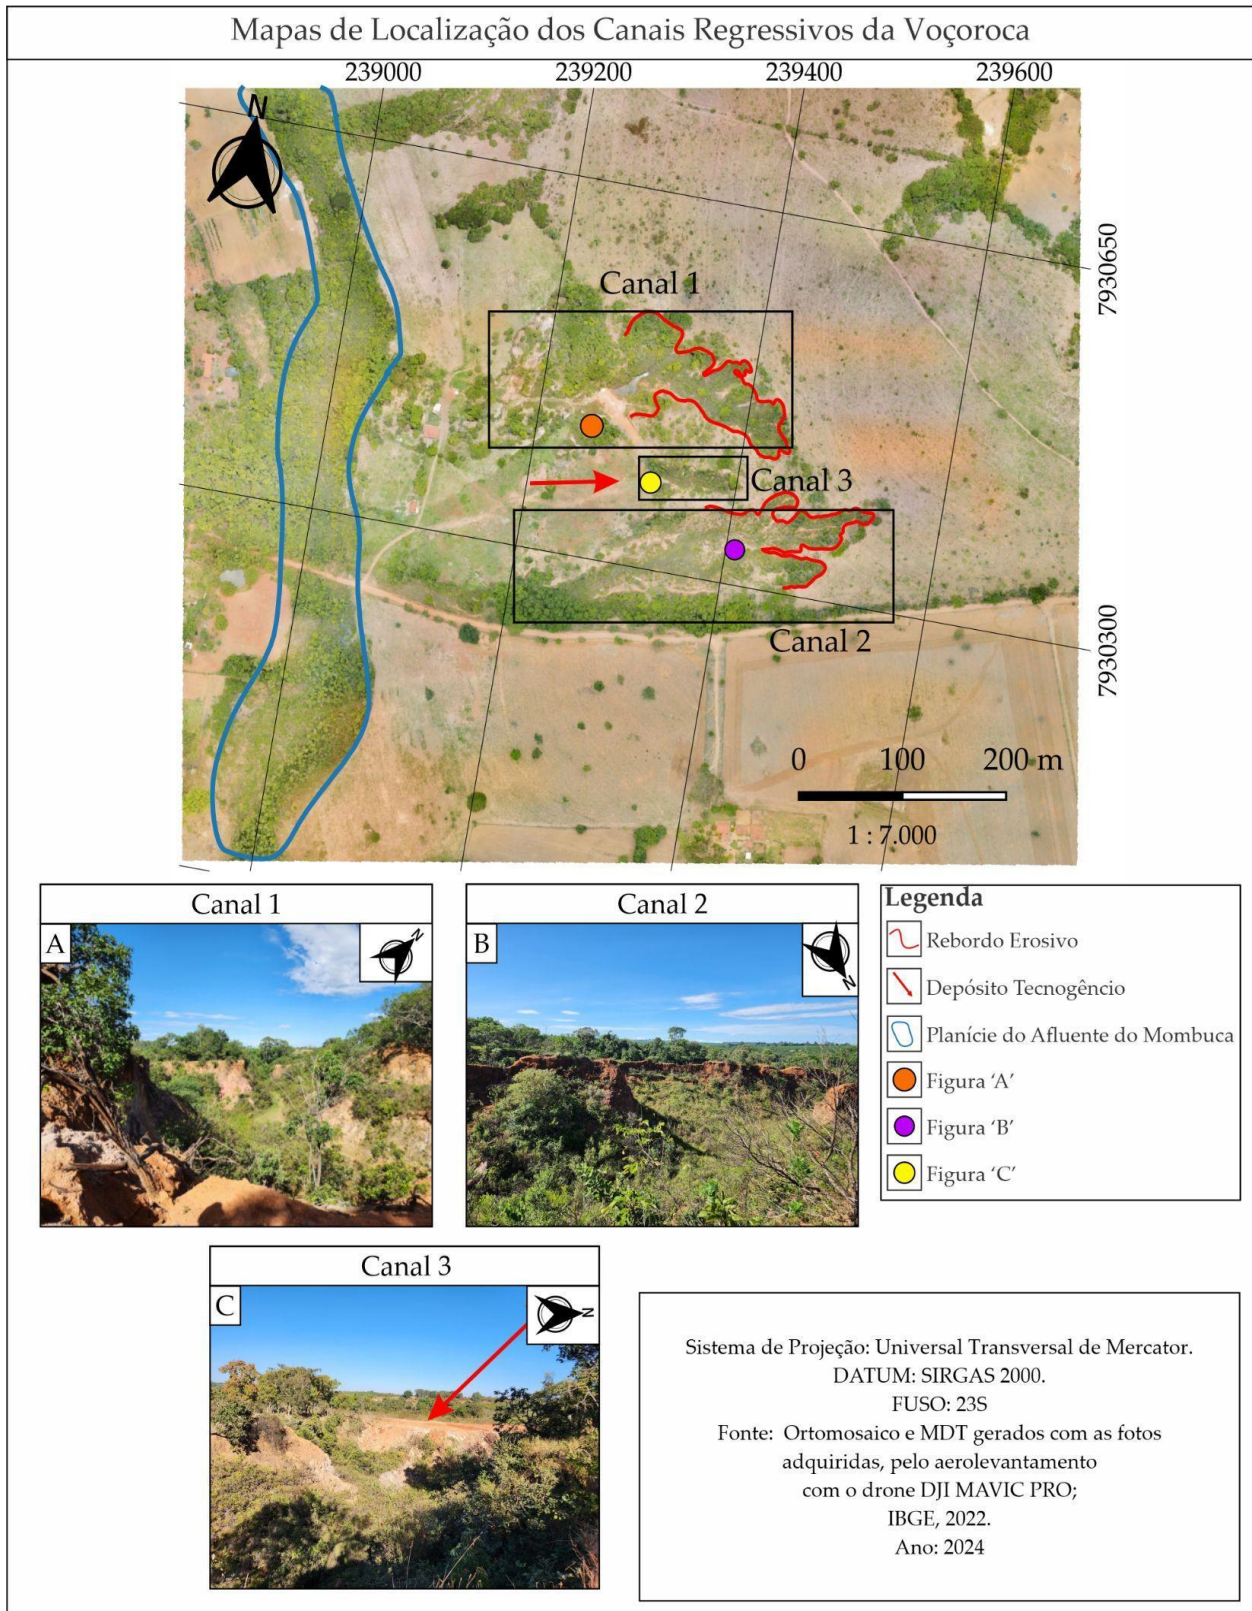 Mapas de Localização dos Canais Regressivos da Voçoroca
239000 239200 239400 239600
N
7930650
Canal 1
Canal 3
Canal 2
7930300
0 100 200 m
1 : 7.000
Canal 1
A
N
Canal 2
B
N
Legenda
Rebordo Erosivo
Depósito Tecnogêncio
Planície do Afluente do Mombuca
Figura ‘A’
Figura ‘B’
Figura ‘C’
Canal 3
C
N
Sistema de Projeção: Universal Transversal de Mercator.
DATUM: SIRGAS 2000.
FUSO: 23S
Fonte: Ortomosaico e MDT gerados com as fotos
adquiridas, pelo aerolevantamento
com o drone DJI MAVIC PRO;
IBGE, 2022.
Ano: 2024